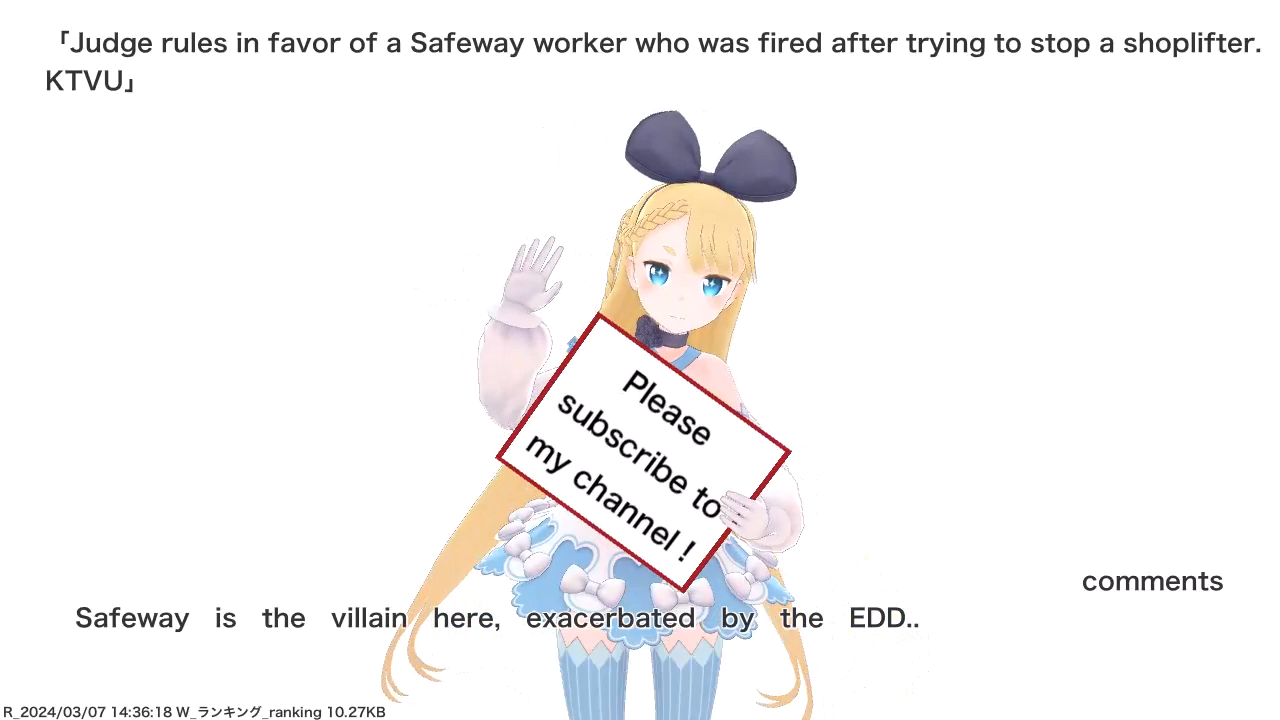 「Judge rules in favor of a Safeway worker who was fired after trying to stop a shoplifter.
KTVU」
Please
subscribe to
my channel !
comments
Safeway is the villain here, exacerbated by the EDD..
R_2024/03/07 14:36:18 W_ランキング_ranking 10.27KB